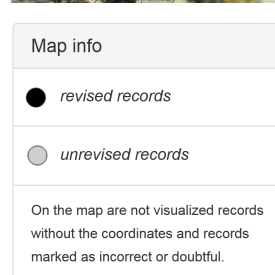 Map info
revised records
unrevised records
On the map are not visualized records
without the coordinates and records
marked as incorrect or doubtful.